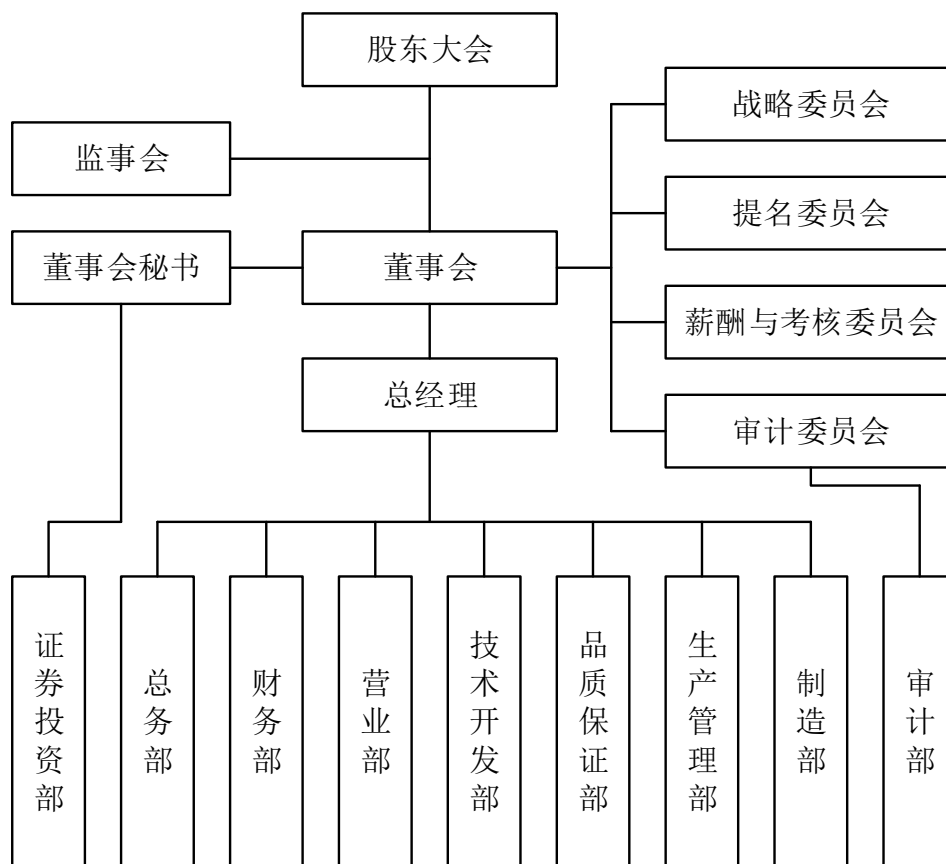 股东大会
战略委员会
监事会
提名委员会
董事会秘书
董事会
薪酬与考核委员会
总经理
审计委员会
证券投资部
总务部
财务部
营业部
技术开发部
品质保证部
生产管理部
制造部
审计部